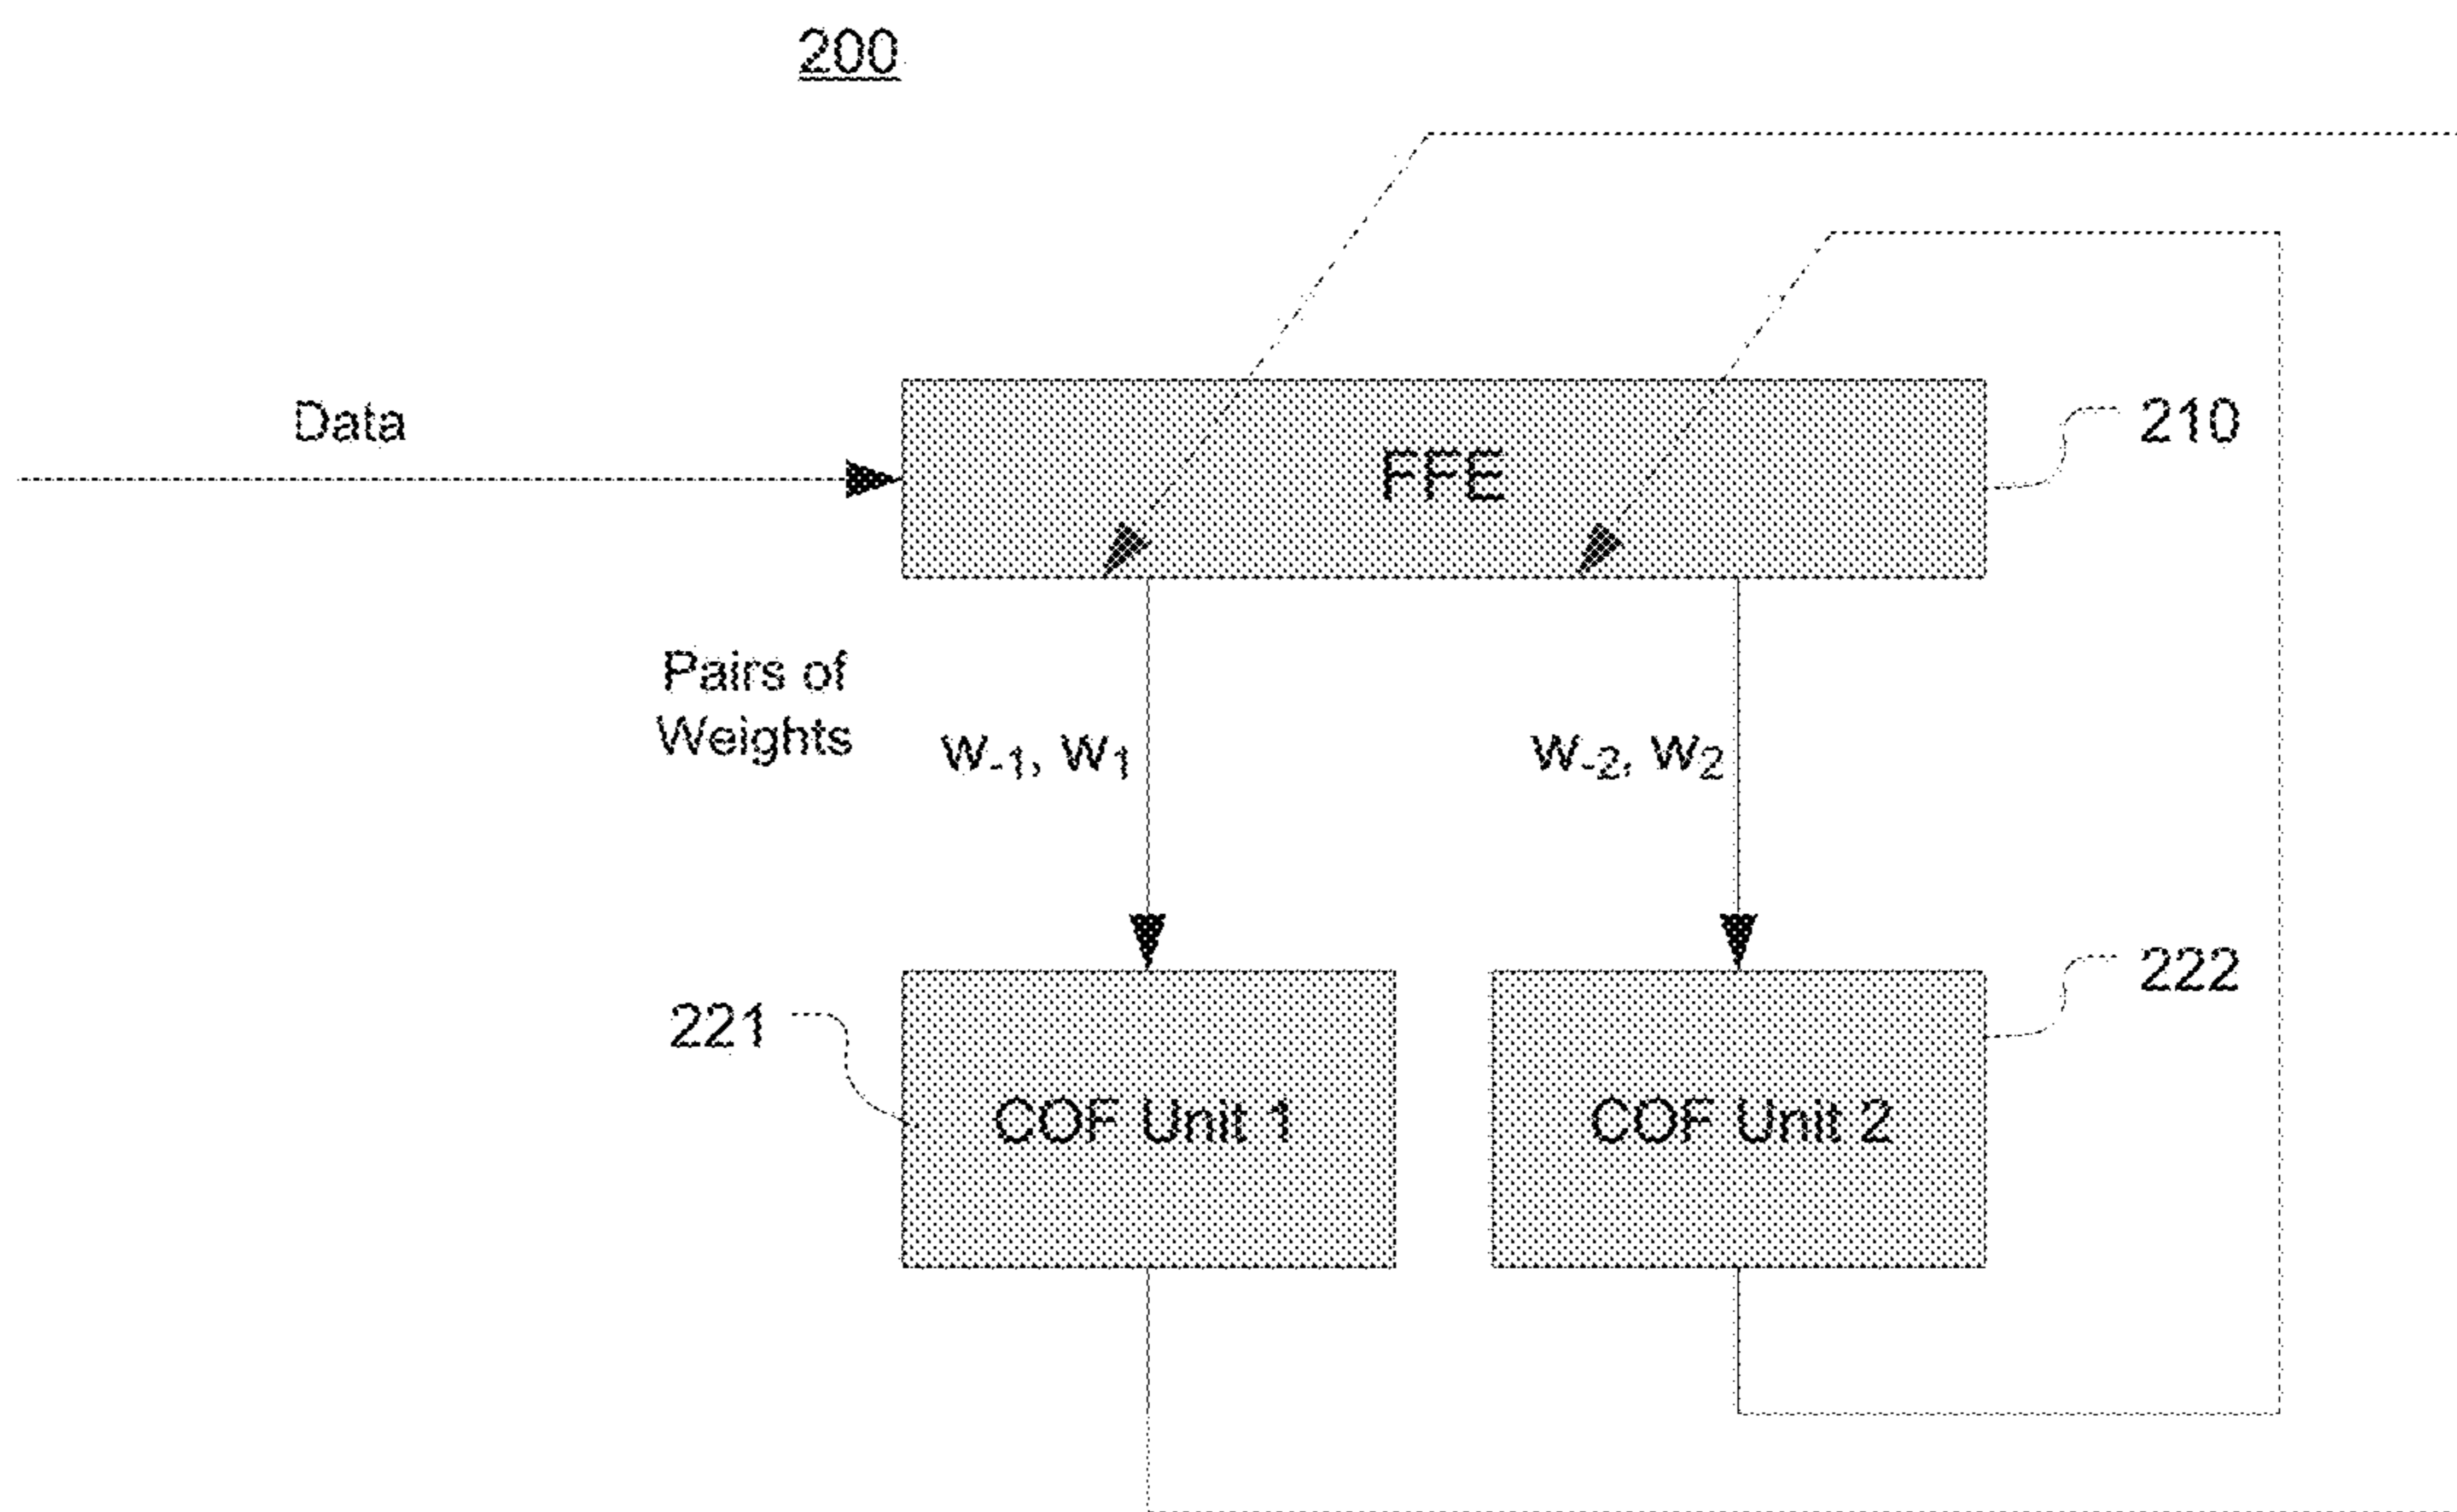 200
Data
FFE
210
Pairs of
Weights
W-1, W1
W-2, W2
221
222
COF Unit 1
COF Unit 2